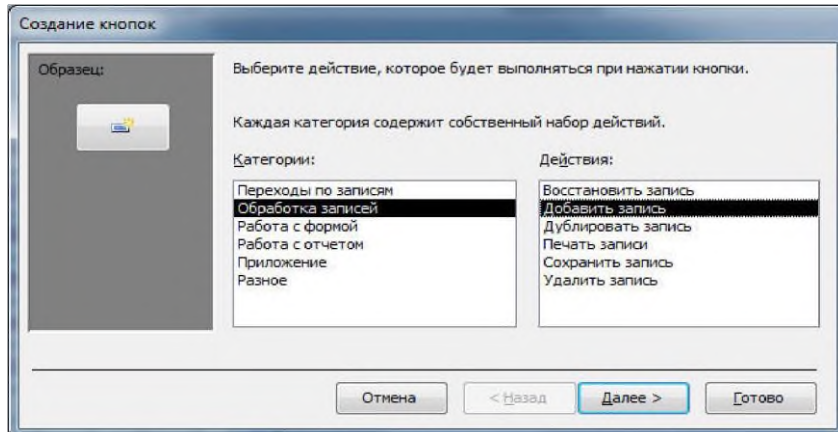 Создание кнопок
Образец:
Выберите действие, которое будет выполняться при нажатии кнопки.
Каждая категория содержит собственный набор действий.
Категории:
Действия:
Переходы по записям
Обработка записей
Работа с формой
Работа с отчетом
Приложение
Разное
Восстановить запись
Добавить запись
Дублировать запись
Печать записи
Сохранить запись
Удалить запись
Отмена
< Назад
Далее >
Готово